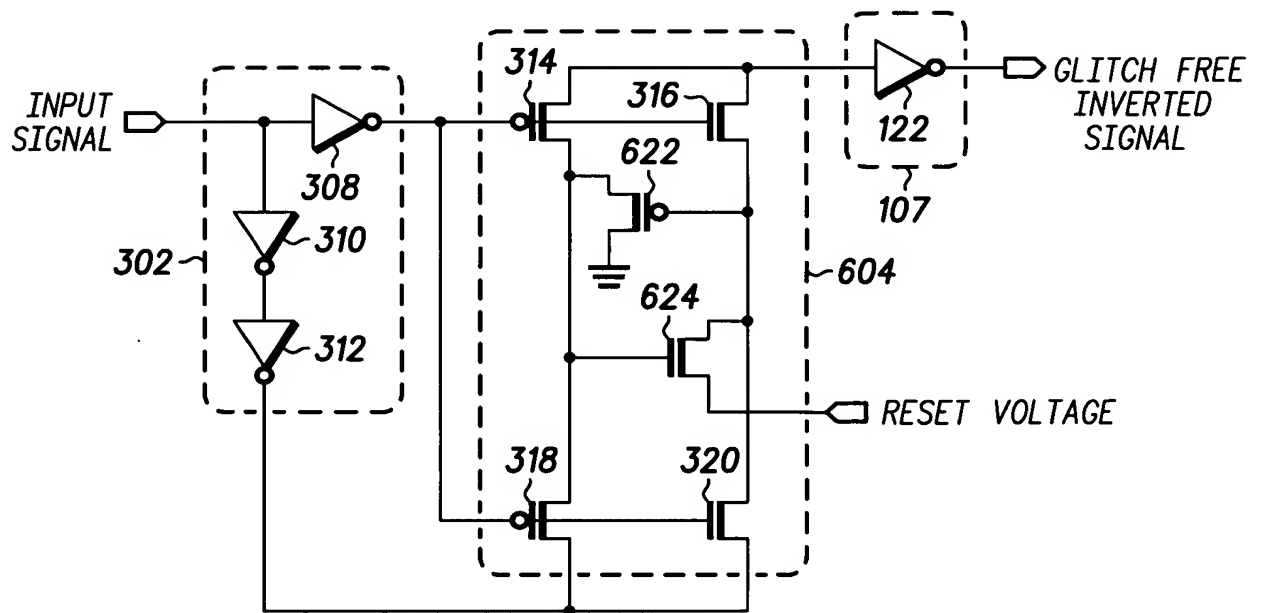 INPUT
SIGNAL
302
308
310
312
314
316
622
624
318
320
604
122
107
GLITCH FREE
INVERTED
SIGNAL
RESET VOLTAGE